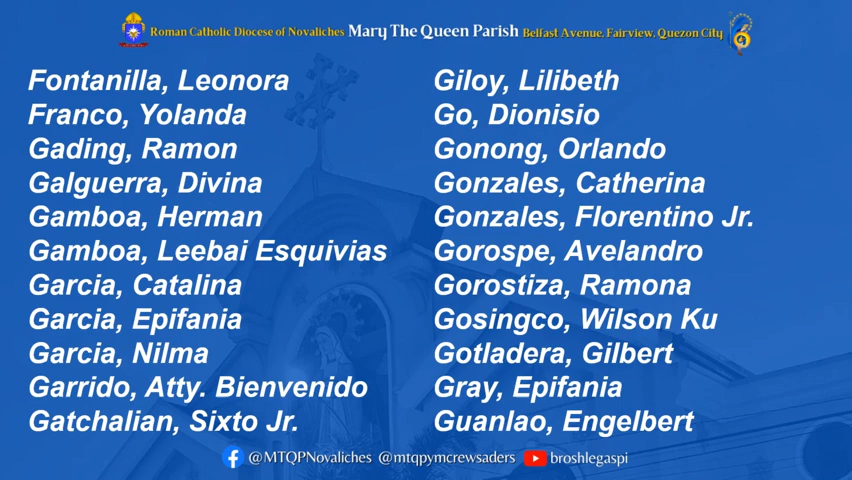 Roman Catholic Diocese of Novaliches Mary The Queen Parish Belfast Avenue, Fairview, Quezon City
Fontanilla, Leonora
Franco, Yolanda
Gading, Ramon
Galguerra, Divina
Gamboa, Herman
Gamboa, Leebai Esquivias
Garcia, Catalina
Garcia, Epifania
Garcia, Nilma
Garrido, Atty. Bienvenido
Gatchalian, Sixto Jr.
Giloy, Lilibeth
Go, Dionisio
Gonong, Orlando
Gonzales, Catherina
Gonzales, Florentino Jr.
Gorospe, Avelandro
Gorostiza, Ramona
Gosingco, Wilson Ku
Gotladera, Gilbert
Gray, Epifania
Guanlao, Engelbert
@MTQPNovaliches @mtqpymcrewsaders broshlegaspi